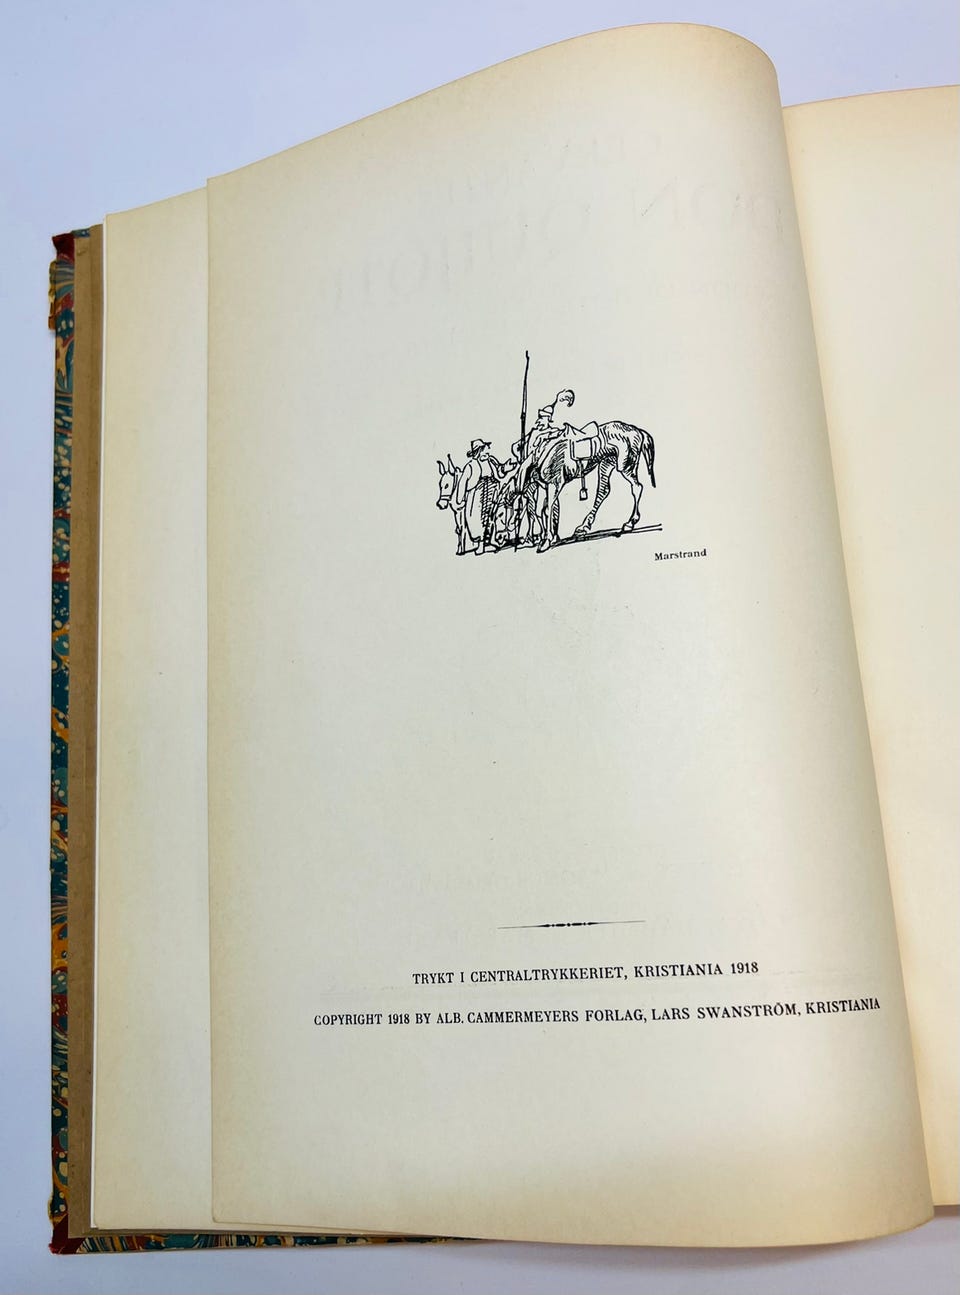 Marstrand
TRYKT I CENTRALTRYKKERIET, KRISTIANIA 1918
COPYRIGHT 1918 BY ALB. CAMMERMEYERS FORLAG, LARS SWANSTRÖM, KRISTIANIA